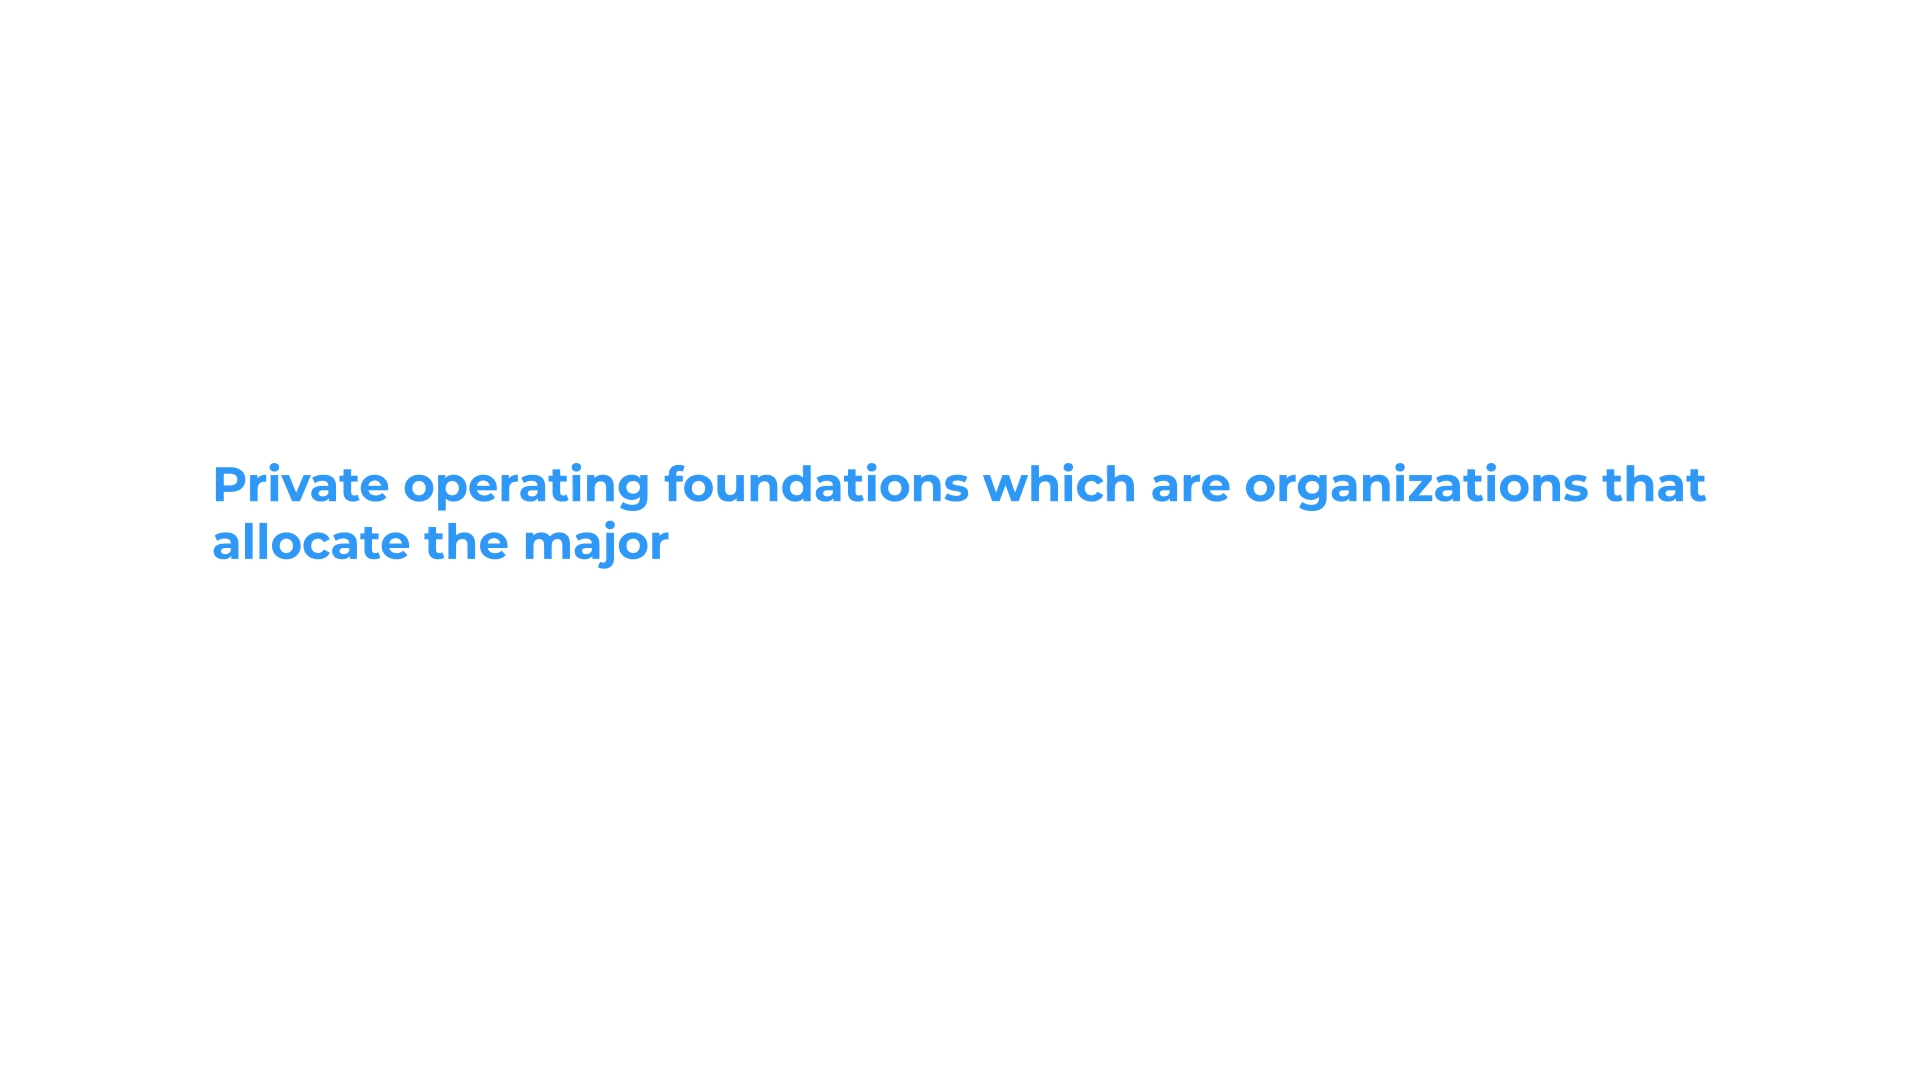 Private operating foundations which are organizations that
allocate the major